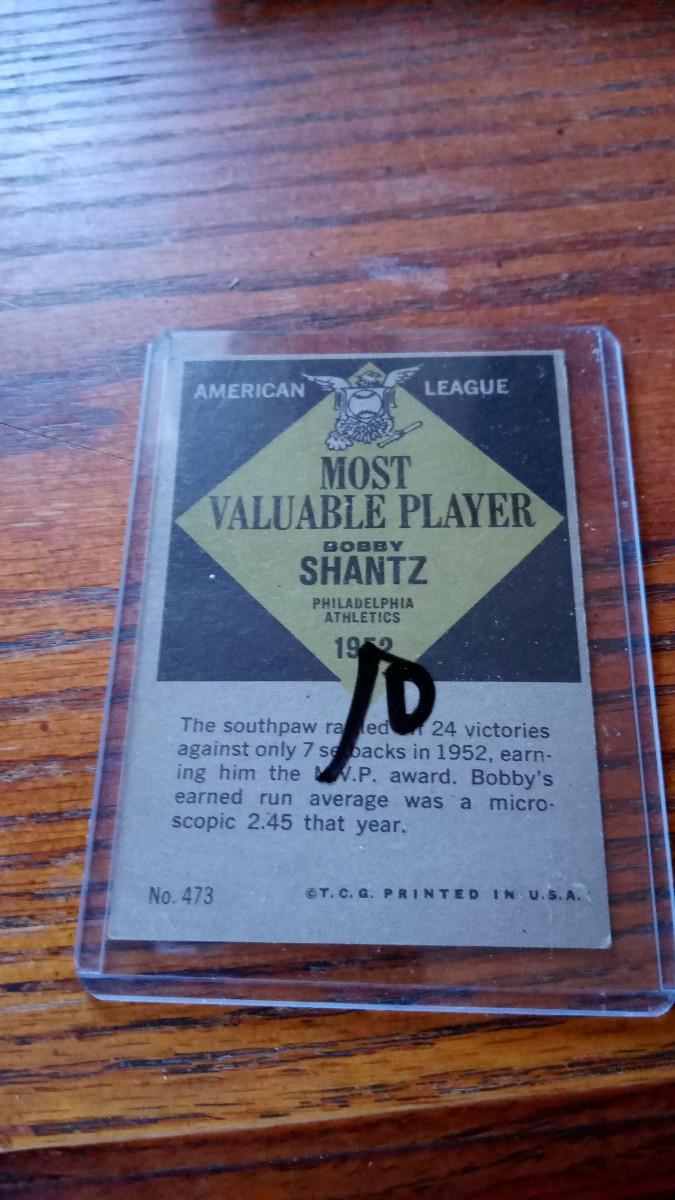 AMERICAN LEAGUE
MOST
VALUABLE PLAYER
BOBBY
SHANTZ
PHILADELPHIA
ATHLETICS
1952
10
The southpaw 24 victories
against only 7 setbacks in 1952, earn-
ing him the M.V.P. award. Bobby's
earned run average was a micro-
scopic 2.45 that year.
No. 473 ©T.C.G. PRINTED IN U.S.A.